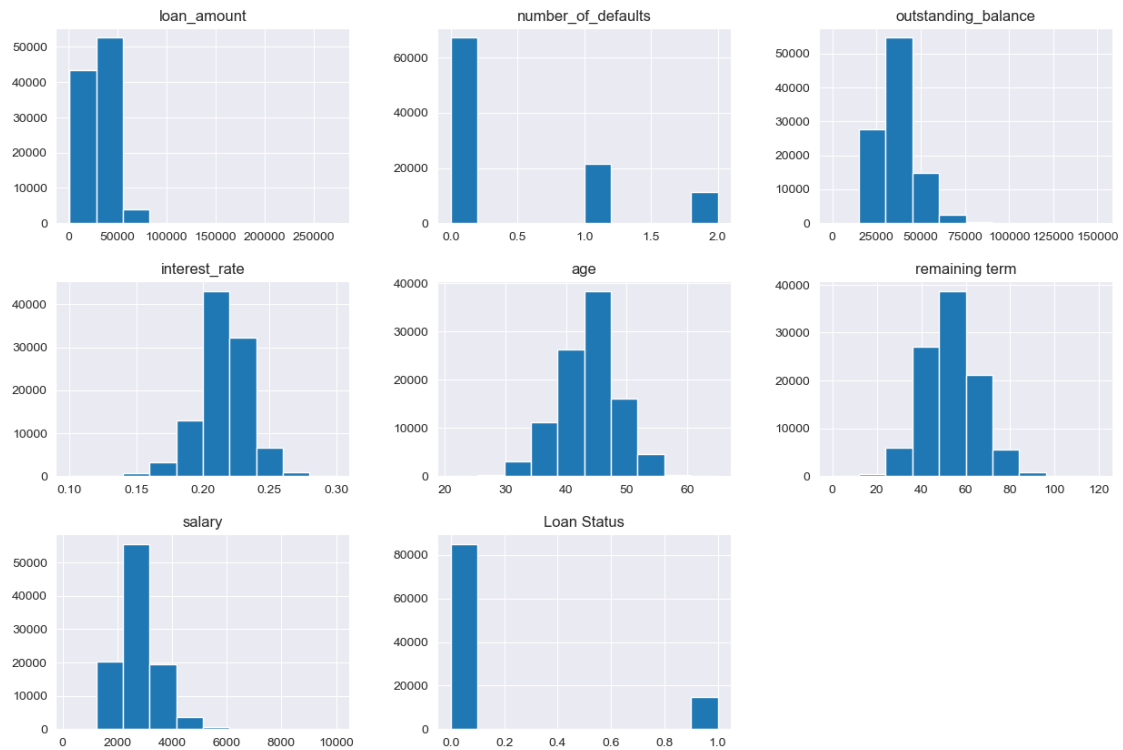 loan_amount
50000
40000
30000
20000
10000
0
0 50000 100000 150000 200000 250000
number_of_defaults
60000
40000
20000
0
0.0 0.5 1.0 1.5 2.0
outstanding_balance
50000
40000
30000
20000
10000
0
0 25000 50000 75000 100000 125000 150000
interest_rate
40000
30000
20000
10000
0
0.10 0.15 0.20 0.25 0.30
age
40000
30000
20000
10000
0
20 30 40 50 60
remaining term
40000
30000
20000
10000
0
0 20 40 60 80 100 120
salary
50000
40000
30000
20000
10000
0
0 2000 4000 6000 8000 10000
Loan Status
80000
60000
40000
20000
0
0.0 0.2 0.4 0.6 0.8 1.0